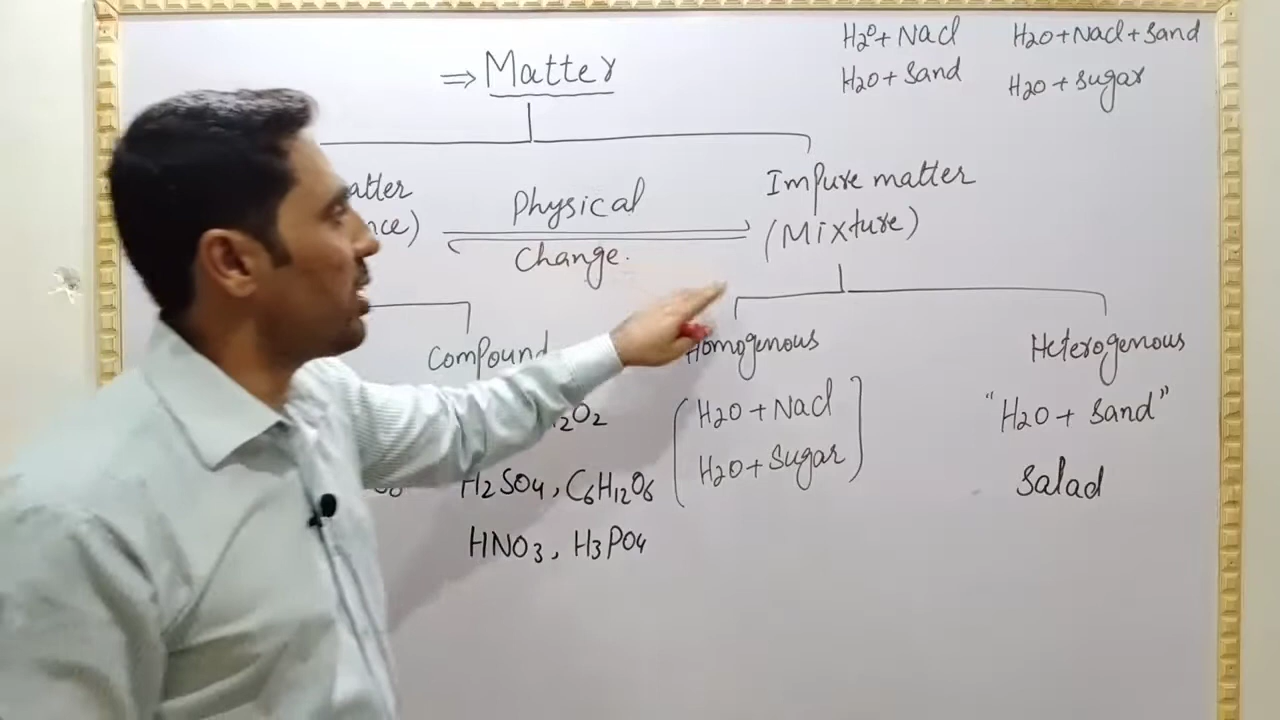 H2O + Nacl
H2O+Nacl+Sand
⇒ Matter
H2O + Sand
H2O + Sugar
atter
nce)
Physical
Change.
Impure matter
(Mixture)
Compound
Homogenous
Heterogenous
2O2
H2O + Nacl
H2O + Sugar
"H2O + Sand"
H2SO4, C6H12O6
Salad
HNO3, H3PO4